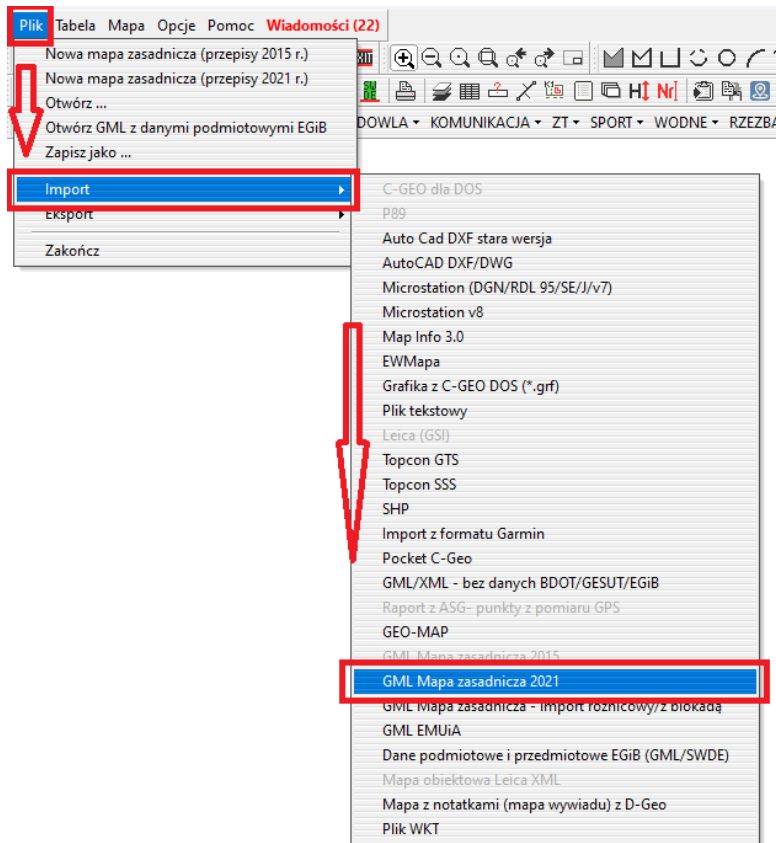 Plik Tabela Mapa Opcje Pomoc Wiadomości (22)
Nowa mapa zasadnicza (przepisy 2015 r.)
Nowa mapa zasadnicza (przepisy 2021 r.)
Otwórz ...
Otwórz GML z danymi podmiotowymi EGiB
Zapisz jako ...
Import
Eksport
Zakończ
H Nr
DOWLA KOMUNIKACJA ZT SPORT WODNE RZEZBA
C-GEO dla DOS
P89
Auto Cad DXF stara wersja
AutoCAD DXF/DWG
Microstation (DGN/RDL 95/SE/J/v7)
Microstation v8
Map Info 3.0
EWMapa
Grafika z C-GEO DOS (*.grf)
Plik tekstowy
Leica (GSI)
Topcon GTS
Topcon SSS
SHP
Import z formatu Garmin
Pocket C-Geo
GML/XML - bez danych BDOT/GESUT/EGiB
Raport z ASG- punkty z pomiaru GPS
GEO-MAP
GML Mapa zasadnicza 2015
GML Mapa zasadnicza 2021
GML Mapa zasadnicza - Import różnicowy/z blokadą
GML EMUiA
Dane podmiotowe i przedmiotowe EGiB (GML/SWDE)
Mapa obiektowa Leica XML
Mapa z notatkami (mapa wywiadu) z D-Geo
Plik WKT